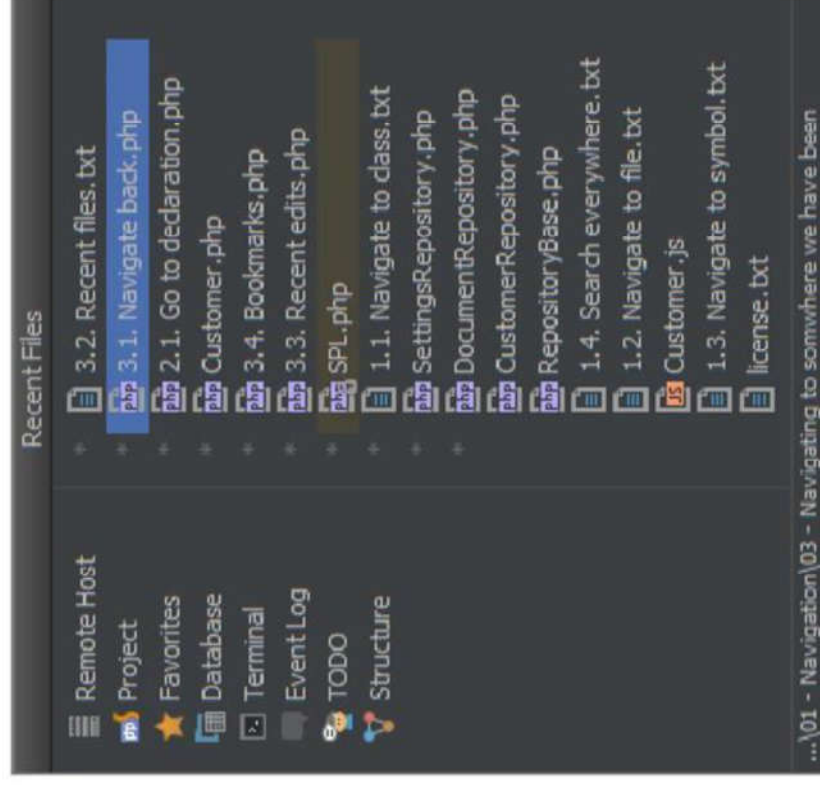 Recent Files
Remote Host
Project
Favorites
Database
Terminal
Event Log
TODO
Structure
3.2. Recent files.txt
3.1. Navigate back.php
2.1. Go to declaration.php
Customer.php
3.4. Bookmarks.php
3.3. Recent edits.php
SPL.php
1.1. Navigate to class.txt
SettingsRepository.php
DocumentRepository.php
CustomerRepository.php
RepositoryBase.php
1.4. Search everywhere.txt
1.2. Navigate to file.txt
Customer.js
1.3. Navigate to symbol.txt
license.txt
...\01 - Navigation\03 - Navigating to somwhere we have been